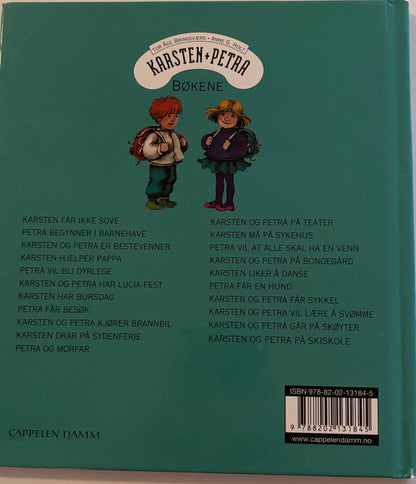 TOR ÅGE BRINGSVÆRD • ANNE G. HOLT
KARSTEN + PETRA
BØKENE
KARSTEN FÅR IKKE SOVE
PETRA BEGYNNER I BARNEHAVE
KARSTEN OG PETRA ER BESTEVENNER
KARSTEN HJELPER PAPPA
PETRA VIL BLI DYRLEGE
KARSTEN OG PETRA HAR LUCIA-FEST
KARSTEN HAR BURSDAG
PETRA FÅR BESØK
KARSTEN OG PETRA KJØRER BRANNBIL
KARSTEN DRAR PÅ SYDENFERIE
PETRA OG MORFAR
KARSTEN OG PETRA PÅ TEATER
KARSTEN MÅ PÅ SYKEHUS
PETRA VIL AT ALLE SKAL HA EN VENN
KARSTEN OG PETRA PÅ BONDEGÅRD
KARSTEN LIKER Å DANSE
PETRA FÅR EN HUND
KARSTEN OG PETRA FÅR SYKKEL
KARSTEN OG PETRA VIL LÆRE Å SVØMME
KARSTEN OG PETRA GÅR PÅ SKØYTER
KARSTEN OG PETRA PÅ SKISKOLE
ISBN 978-82-02-13184-5
9 788202 131845
www.cappelendamm.no
CAPPELEN DAMM